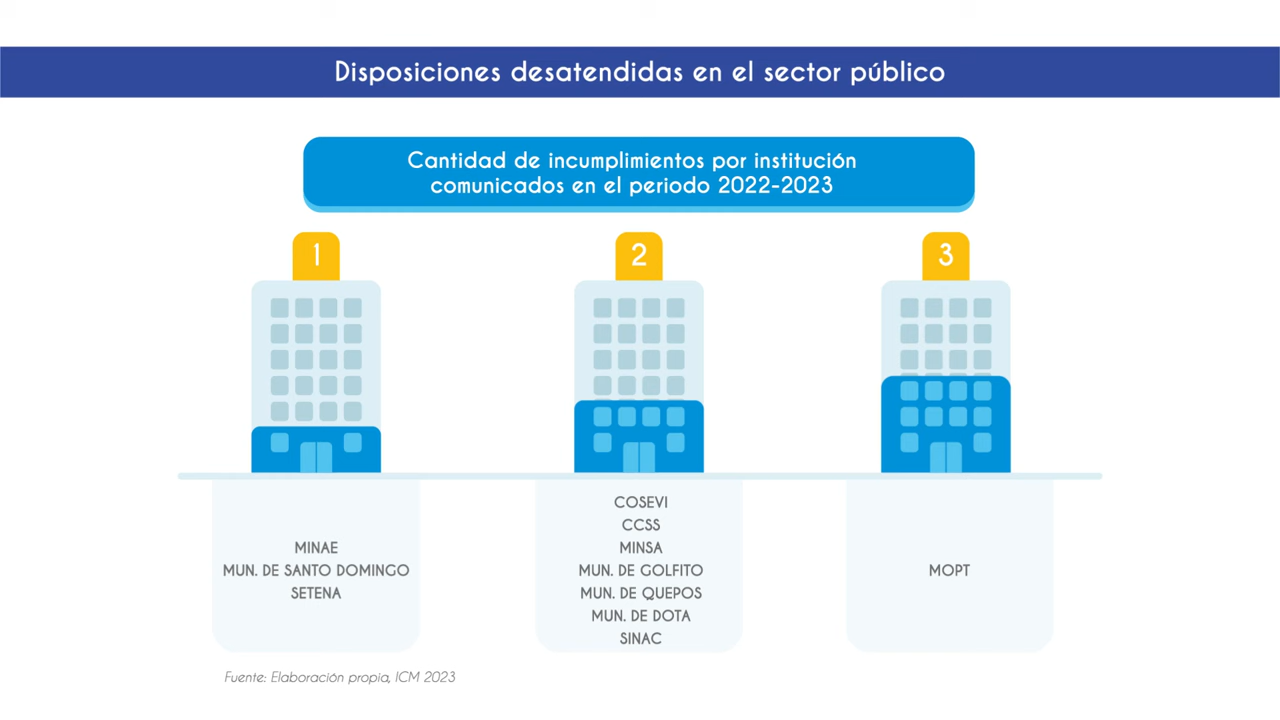 Disposiciones desatendidas en el sector público
Cantidad de incumplimientos por institución
comunicados en el periodo 2022-2023
1
2
3
MINAE
MUN. DE SANTO DOMINGO
SETENA
COSEVI
CCSS
MINSA
MUN. DE GOLFITO
MUN. DE QUEPOS
MUN. DE DOTA
SINAC
MOPT
Fuente: Elaboración propia, ICM 2023